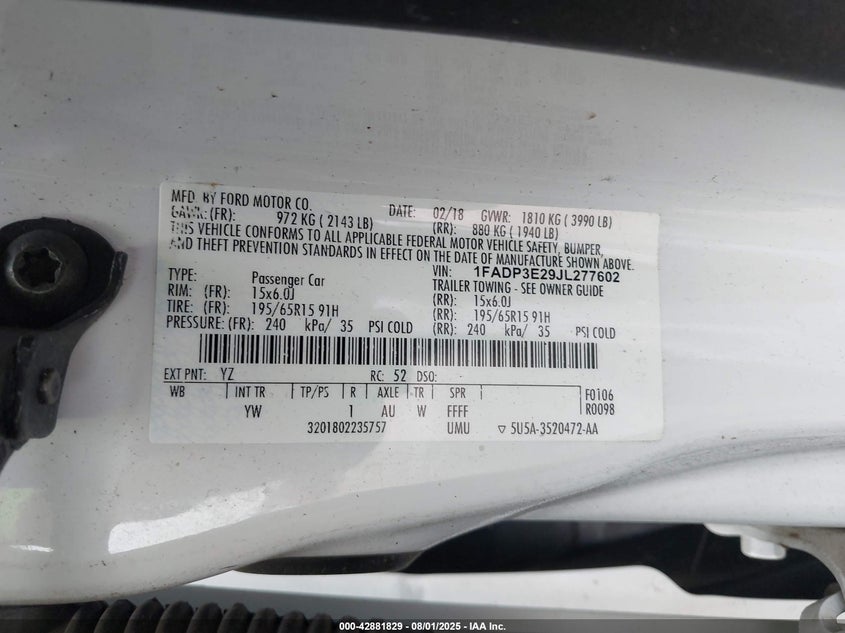 MFD. BY FORD MOTOR CO. DATE: 02/18 GVWR: 1810 KG ( 3990 LB)
GAWR: (FR): 972 KG ( 2143 LB) (RR): 880 KG ( 1940 LB)
THIS VEHICLE CONFORMS TO ALL APPLICABLE FEDERAL MOTOR VEHICLE SAFETY, BUMPER,
AND THEFT PREVENTION STANDARDS IN EFFECT ON THE DATE OF MANUFACTURE SHOWN ABOVE.
VIN: 1FADP3E29JL277602
TYPE: Passenger Car TRAILER TOWING - SEE OWNER GUIDE
RIM: (FR): 15x6.0J (RR): 15x6.0J
TIRE: (FR): 195/65R15 91H (RR): 195/65R15 91H
PRESSURE: (FR): 240 kPa/ 35 PSI COLD (RR): 240 kPa/ 35 PSI COLD
EXT PNT: YZ RC: 52 DSO:
WB INT TR TP/PS R AXLE TR SPR F0106
YW 1 AU W FFFF R0098
3201802235757 UMU ▽ 5U5A-3520472-AA
000-42881829 - 08/01/2025 - IAA Inc.